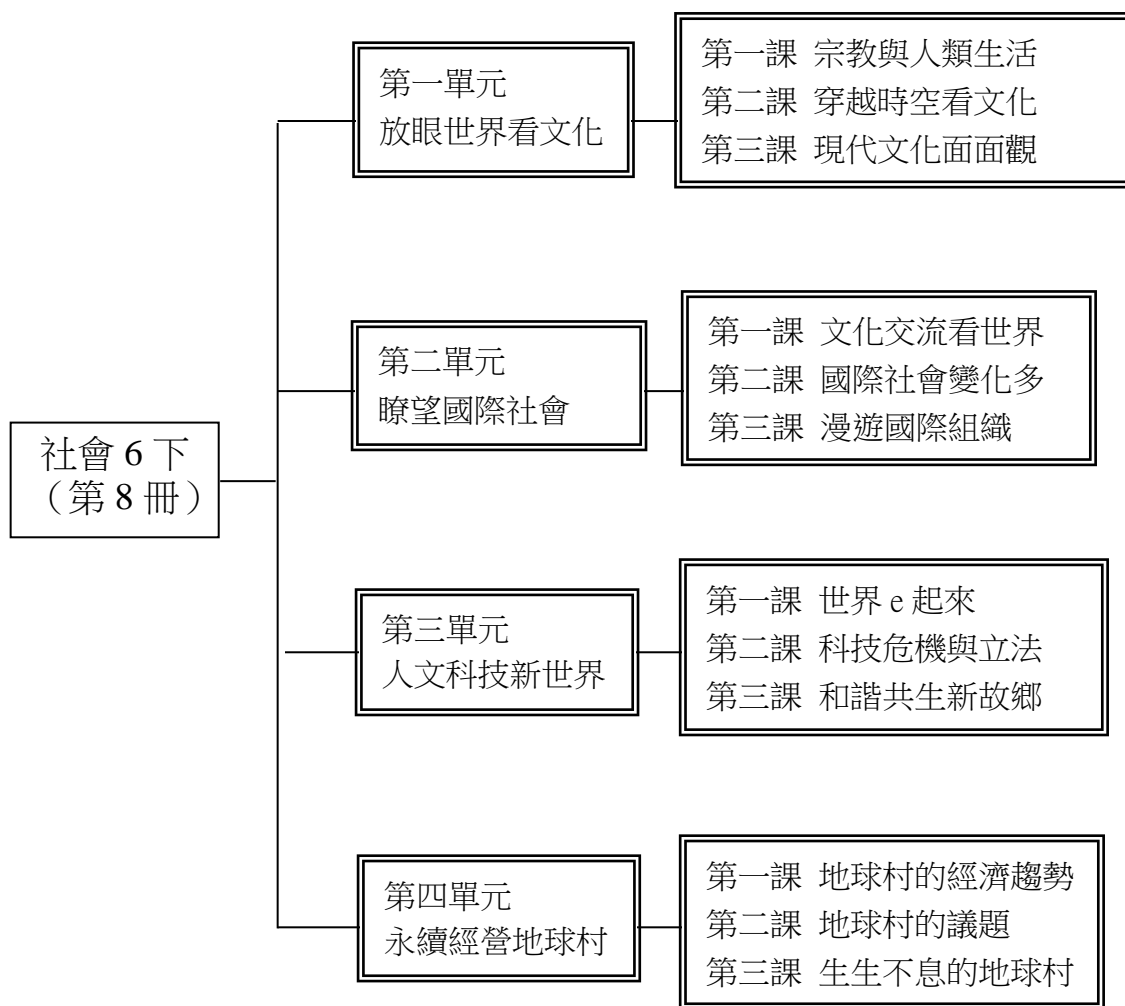 社會 6 下
（第 8 冊）
第一單元
放眼世界看文化
第一課 宗教與人類生活
第二課 穿越時空看文化
第三課 現代文化面面觀
第二單元
瞭望國際社會
第一課 文化交流看世界
第二課 國際社會變化多
第三課 漫遊國際組織
第三單元
人文科技新世界
第一課 世界 e 起來
第二課 科技危機與立法
第三課 和諧共生新故鄉
第四單元
永續經營地球村
第一課 地球村的經濟趨勢
第二課 地球村的議題
第三課 生生不息的地球村